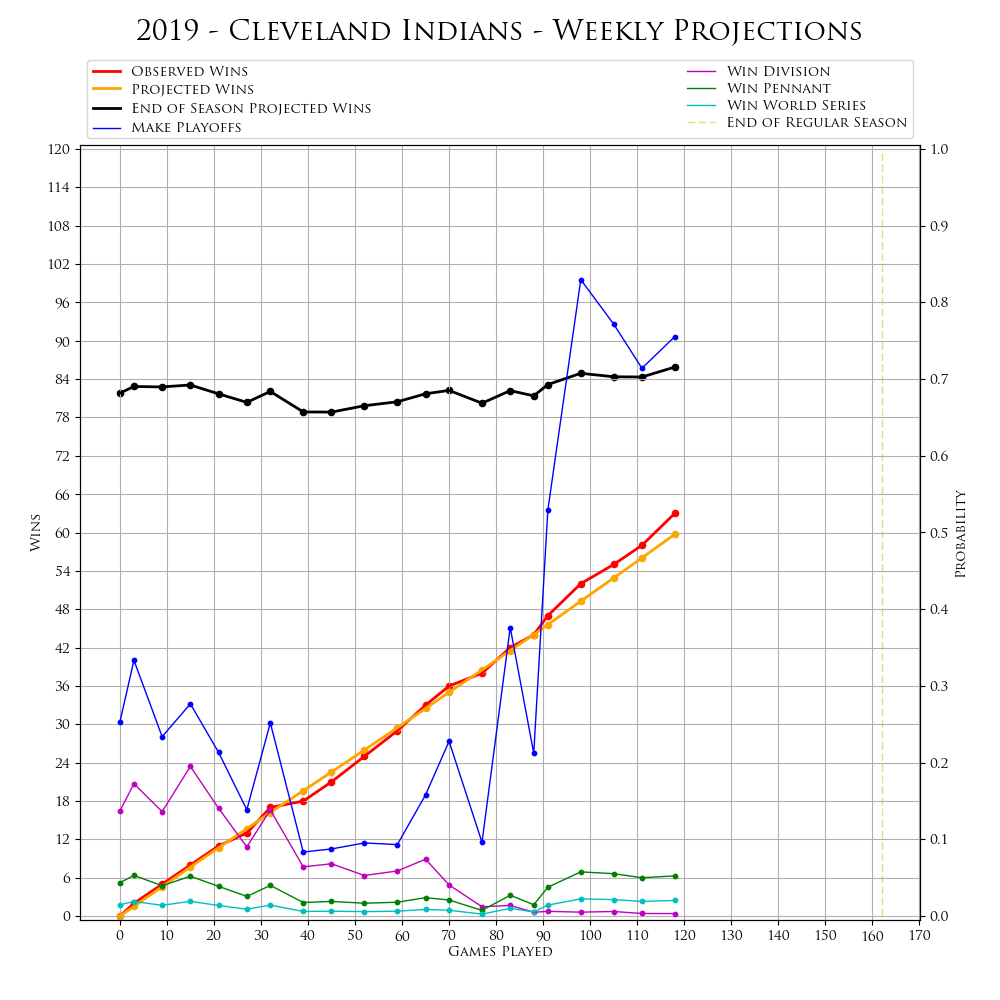 2019 - Cleveland Indians - Weekly Projections
Observed Wins
Projected Wins
End of Season Projected Wins
Make Playoffs
Win Division
Win Pennant
Win World Series
End of Regular Season
120
114
108
102
96
90
84
78
72
66
60
54
48
42
36
30
24
18
12
6
0
Wins
1.0
0.9
0.8
0.7
0.6
0.5
0.4
0.3
0.2
0.1
0.0
Probability
0 10 20 30 40 50 60 70 80 90 100 110 120 130 140 150 160 170
Games Played